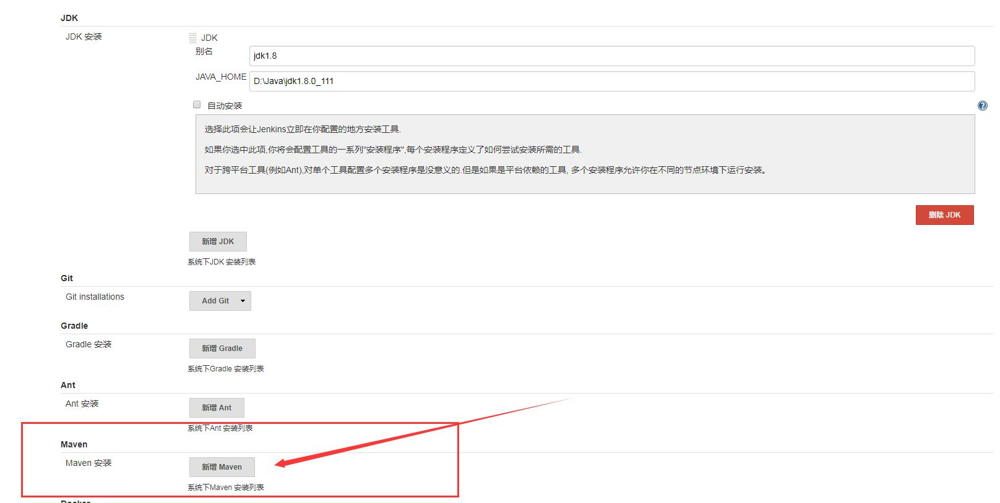 JDK
JDK 安装
JDK
别名
jdk1.8
JAVA_HOME
D:\Java\jdk1.8.0_111
自动安装
选择此项会让Jenkins立即在你配置的地方安装工具.
如果你选中此项,你将会配置工具的一系列"安装程序",每个安装程序定义了如何尝试安装所需的工具.
对于跨平台工具(例如Ant),对单个工具配置多个安装程序是没意义的.但是如果是平台依赖的工具, 多个安装程序允许你在不同的节点环境下运行安装。
删除 JDK
新增 JDK
系统下JDK 安装列表
Git
Git installations
Add Git
Gradle
Gradle 安装
新增 Gradle
系统下Gradle 安装列表
Ant
Ant 安装
新增 Ant
系统下Ant 安装列表
Maven
Maven 安装
新增 Maven
系统下Maven 安装列表
Docker